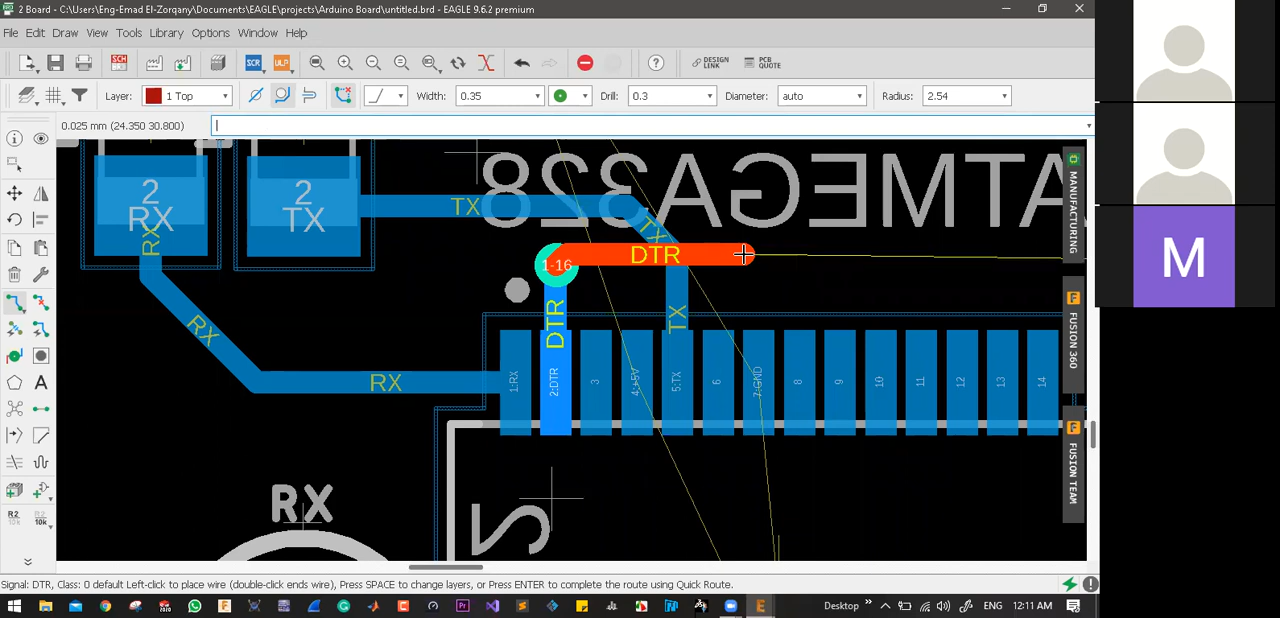 2 Board - C:\Users\Eng-Emad El-Zorqany\Documents\EAGLE\projects\Arduino Board\untitled.brd - EAGLE 9.6.2 premium
File Edit Draw View Tools Library Options Window Help
SCH SCR ULP DESIGN LINK PCB QUOTE
Layer: 1 Top Width: 0.35 Drill: 0.3 Diameter: auto Radius: 2.54
0.025 mm (24.350 30.800)
2 RX
2 TX
RX
TX
TX
ATMEGA328
DTR
1-16
DTR
TX
RX
RX
1:RX 2:DTR 3 4:+5V 5:TX 6 7:GND 8 9 10 11 12 13 14
RX
2
MANUFACTURING
FUSION 360
FUSION TEAM
M
R2 10k R2 10k
Signal: DTR, Class: 0 default Left-click to place wire (double-click ends wire), Press SPACE to change layers, or Press ENTER to complete the route using Quick Route.
Desktop ENG 12:11 AM